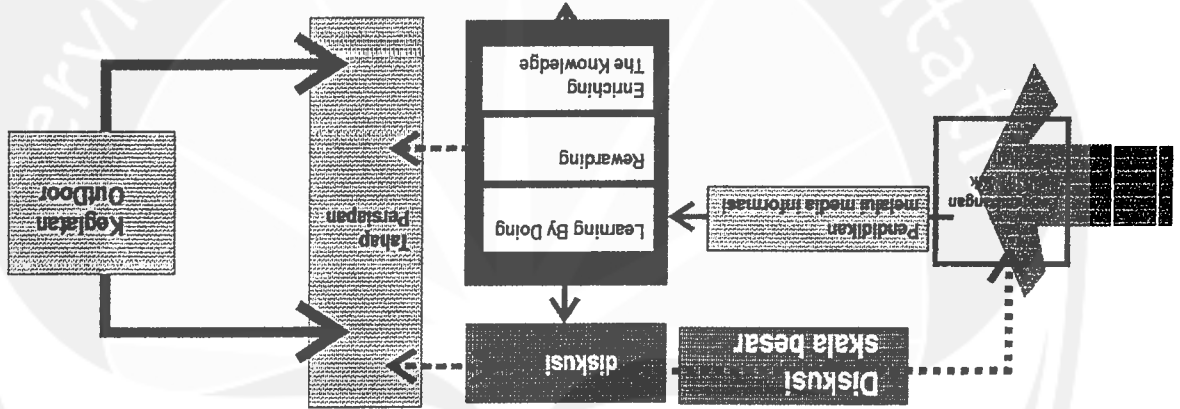 Diskusi
skala besar
diskusi
Pendidikan
melalui media informasi
Learning By Doing
Rewarding
Enriching
The Knowledge
Tahap
Persiapan
Kegiatan
OutDoor